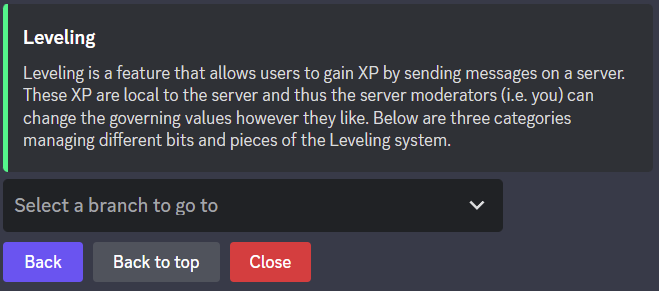 Leveling
Leveling is a feature that allows users to gain XP by sending messages on a server.
These XP are local to the server and thus the server moderators (i.e. you) can
change the governing values however they like. Below are three categories
managing different bits and pieces of the Leveling system.
Select a branch to go to
Back Back to top Close